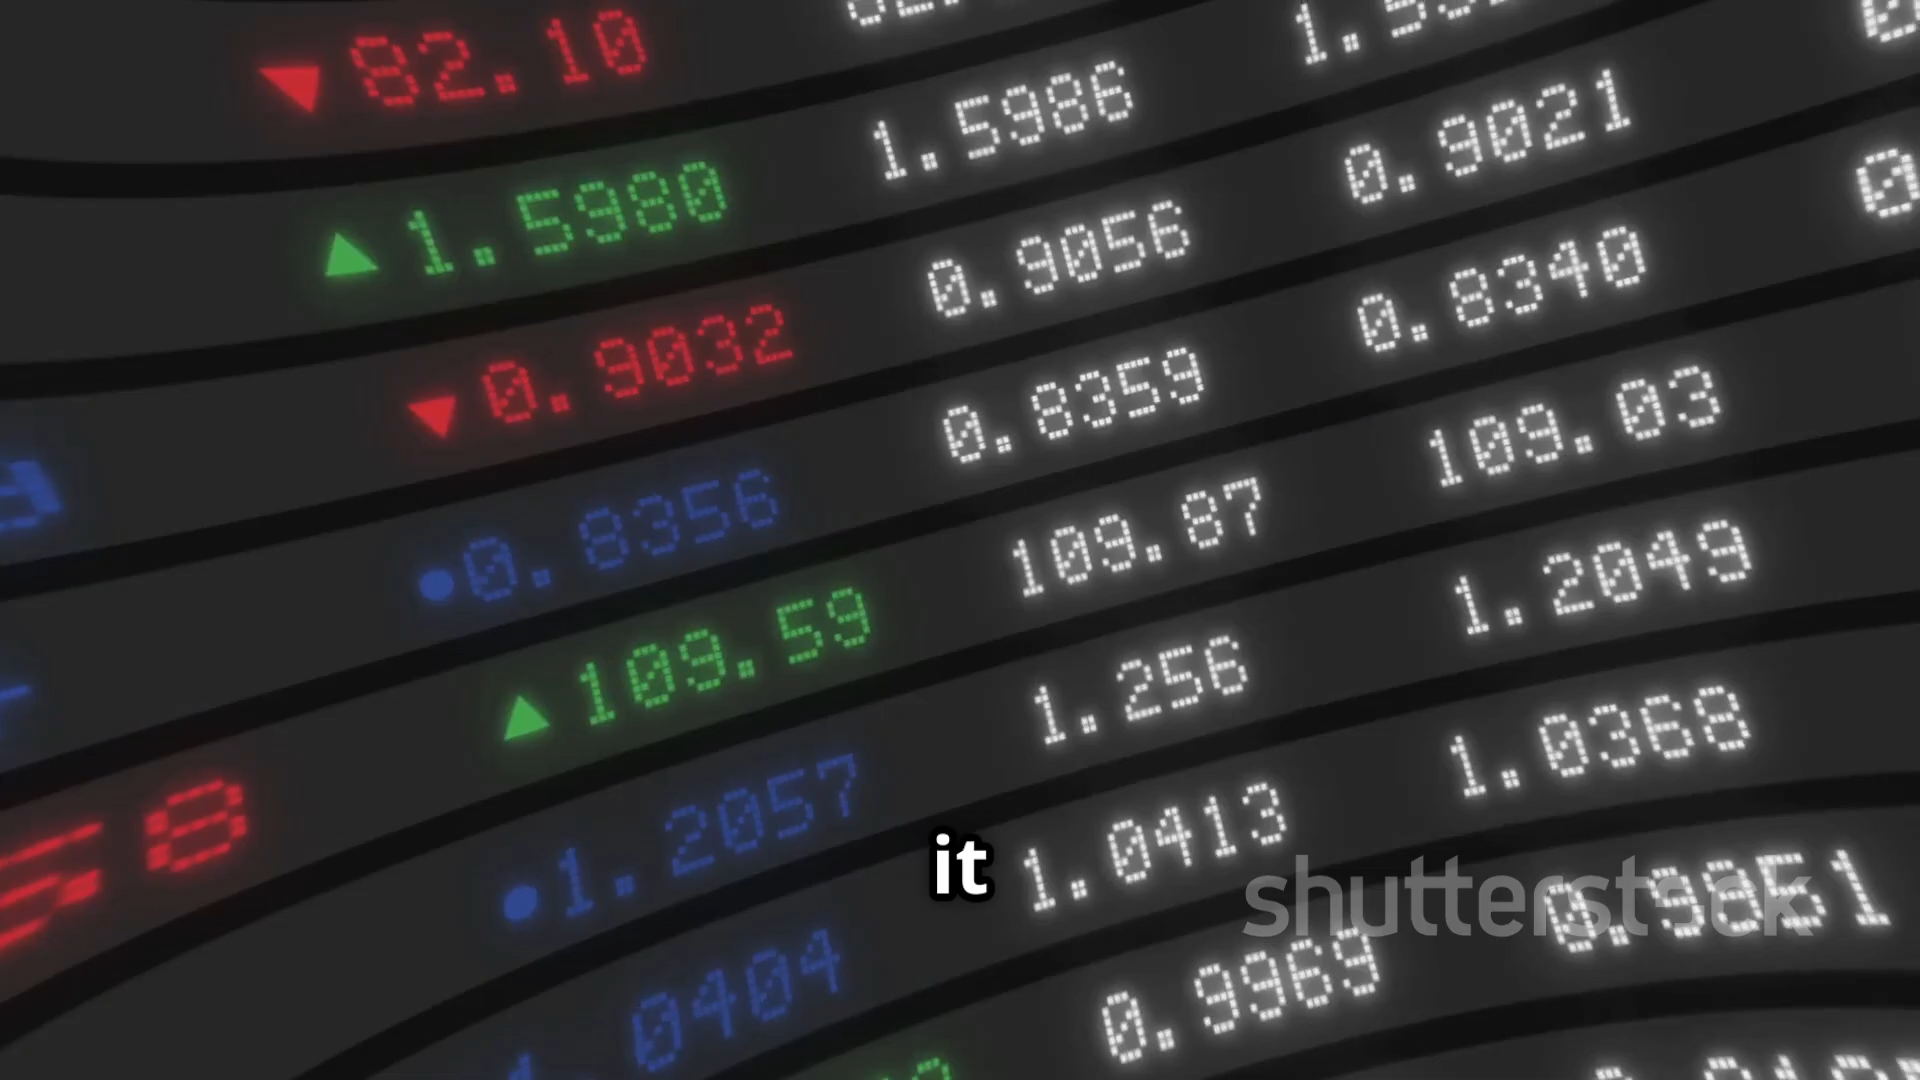 ▼82.10
▲1.5980 1.5986
▼0.9032 0.9056 0.9021
●0.8356 0.8359 0.8340
▲109.59 109.87 109.03
●1.2057 1.256 1.2049
0404 1.0413 1.0368
0.9969 0.9861
it
shutterstock